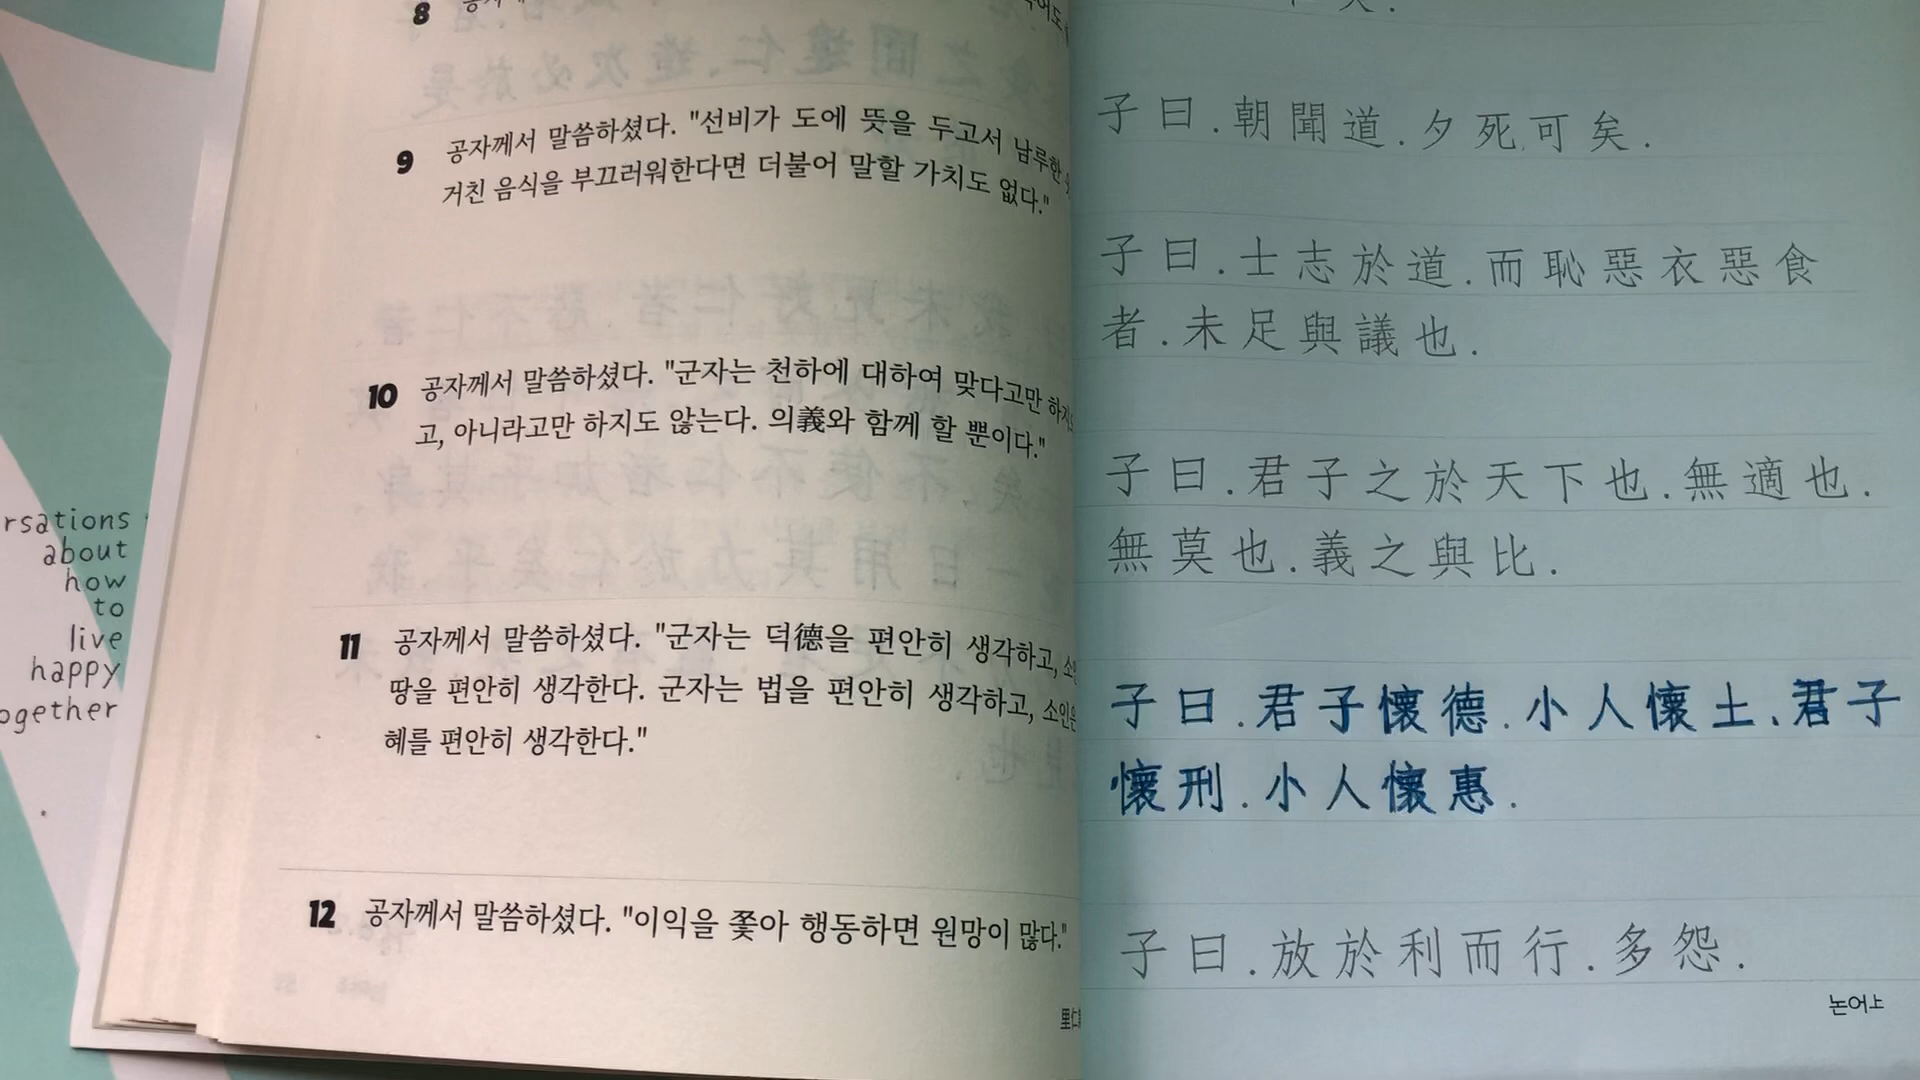 rsations
about
how
to
live
happy
ogether
8
9 공자께서 말씀하셨다. "선비가 도에 뜻을 두고서 남루한
거친 음식을 부끄러워한다면 더불어 말할 가치도 없다."
10 공자께서 말씀하셨다. "군자는 천하에 대하여 맞다고만
고, 아니라고만 하지도 않는다. 의義와 함께 할 뿐이다."
11 공자께서 말씀하셨다. "군자는 덕德을 편안히 생각하고,
땅을 편안히 생각한다. 군자는 법을 편안히 생각하고, 소인은
혜를 편안히 생각한다."
12 공자께서 말씀하셨다. "이익을 쫓아 행동하면 원망이 많다."
里仁
子曰.朝聞道.夕死可矣.
子曰.士志於道.而恥惡衣惡食
者.未足與議也.
子曰.君子之於天下也.無適也.
無莫也.義之與比.
子曰.君子懷德.小人懷土.君子
懷刑.小人懷惠.
子曰.放於利而行.多怨.
논어上